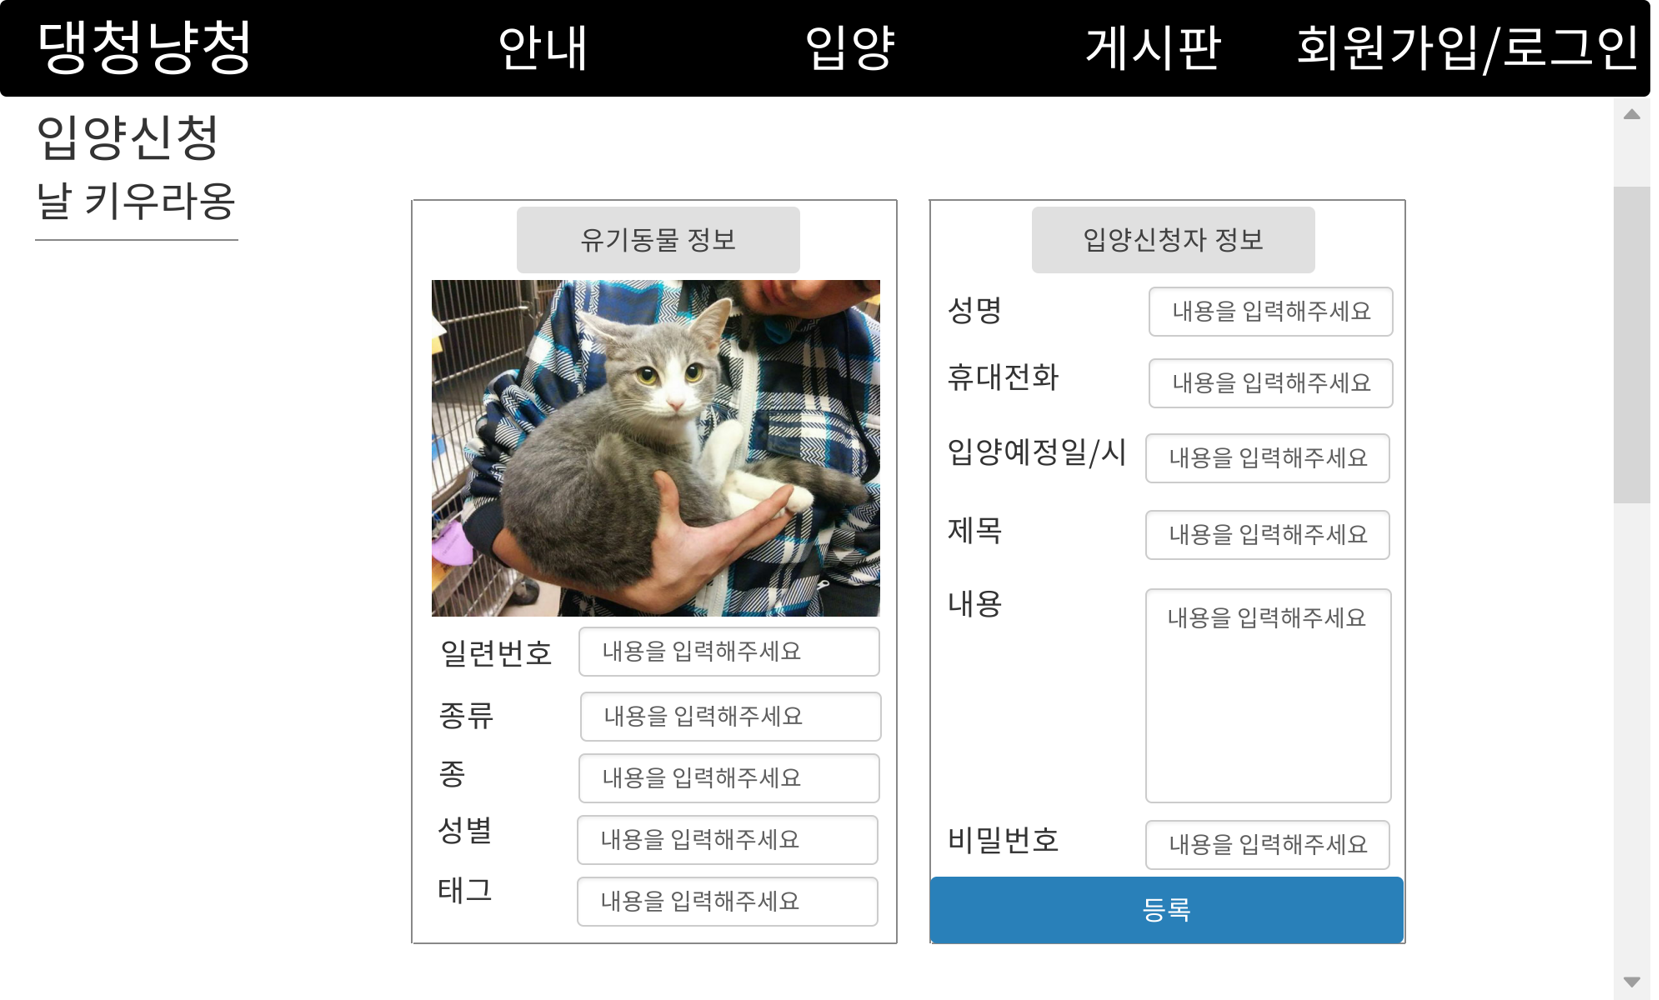 댕청냥청 안내 입양 게시판 회원가입/로그인
입양신청
날 키우라옹
유기동물 정보
일련번호 내용을 입력해주세요
종류 내용을 입력해주세요
종 내용을 입력해주세요
성별 내용을 입력해주세요
태그 내용을 입력해주세요
입양신청자 정보
성명 내용을 입력해주세요
휴대전화 내용을 입력해주세요
입양예정일/시 내용을 입력해주세요
제목 내용을 입력해주세요
내용 내용을 입력해주세요
비밀번호 내용을 입력해주세요
등록